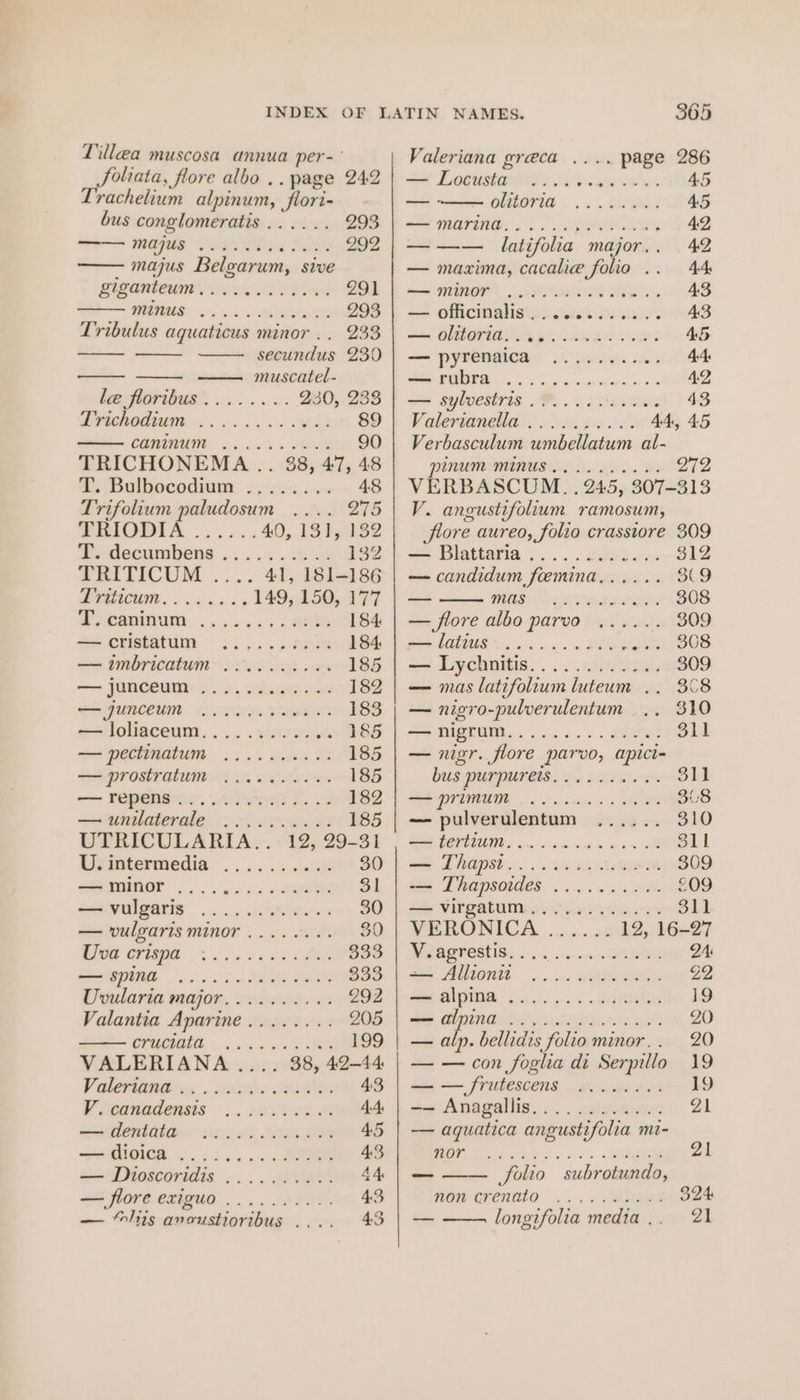 INDEX OF LATIN NAMES. 365
Tillæa muscosa annua per-
foliata, flore albo .. page 242
Trachelium alpinum, flori-
bus conglomeratis ...... 293
—— majus ............ 292
—— majus Belgarum, sive
giganteum ............ 291
—— minus ............ 293
Tribulus aquaticus minor .. 233
—— —— —— secundus 230
—— —— —— muscatel-
læ floribus ........ 230, 233
Trichodium ............ 89
—— caninum .......... 90
TRICHONEMA .. 38, 47, 48
T. Bulbocodium ........ 48
Trifolium paludosum .... 275
TRIODIA ...... 40, 131, 132
T. decumbens .......... 132
TRITICUM .... 41, 181-186
Triticum........ 149, 150, 177
T. caninum ............ 184
— cristatum .......... 184
— imbricatum .......... 185
— junceum ............ 182
— junceum ............ 183
— loliaceum............ 185
— pectinatum .......... 185
— prostratum .......... 185
— repens .............. 182
— unilaterale .......... 185
UTRICULARIA.. 12, 29-31
U. intermedia .......... 30
— minor .............. 31
— vulgaris ............ 30
— vulgaris minor ........ 30
Uva crispa ............ 333
— spina .............. 333
Uvularia major.......... 292
Valantia Aparine ........ 205
—— cruciata .......... 199
VALERIANA .... 38, 42-44
Valeriana .............. 43
V. canadensis .......... 44
— dentata ............ 45
— dioica .............. 43
— Dioscoridis .......... 44
— flore exiguo .......... 43
— foliis angustioribus .... 43
Valeriana græca .... page 286
— Locusta ............ 45
— —— olitoria ........ 45
— marina.............. 42
— —— latifolia major.. 42
— maxima, cacaliæ folio .. 44
— minor .............. 43
— officinalis ............ 43
— olitoria.............. 45
— pyrenaica .......... 44
— rubra .............. 42
— sylvestris ............ 43
Valerianella .......... 44, 45
Verbasculum umbellatum al-
pinum minus .......... 272
VERBASCUM. . 245, 307-313
V. angustifolium ramosum,
flore aureo, folio crassiore 309
— Blattaria ............ 312
— candidum fœmina...... 309
— —— mas .......... 308
— flore albo parvo ...... 309
— latius .............. 308
— Lychnitis............ 309
— mas latifolium luteum .. 308
— nigro-pulverulentum .. 310
— nigrum.............. 311
— nigr. flore parvo, apici-
bus purpureis.......... 311
— primum ............ 308
— pulverulentum ...... 310
— tertium.............. 311
— Thapsi.............. 309
— Thapsoides .......... 309
— virgatum ............ 311
VERONICA ...... 12, 16-27
V. agrestis.............. 24
— Allionii ............ 22
— alpina .............. 19
— alpina .............. 20
— alp. bellidis folio minor.. 20
— — con foglia di Serpillo 19
— — frutescens ........ 19
— Anagallis............ 21
— aquatica angustifolia mi-
nor .................. 21
— —— folio subrotundo,
non crenato .......... 324
— —— longifolia media .. 21